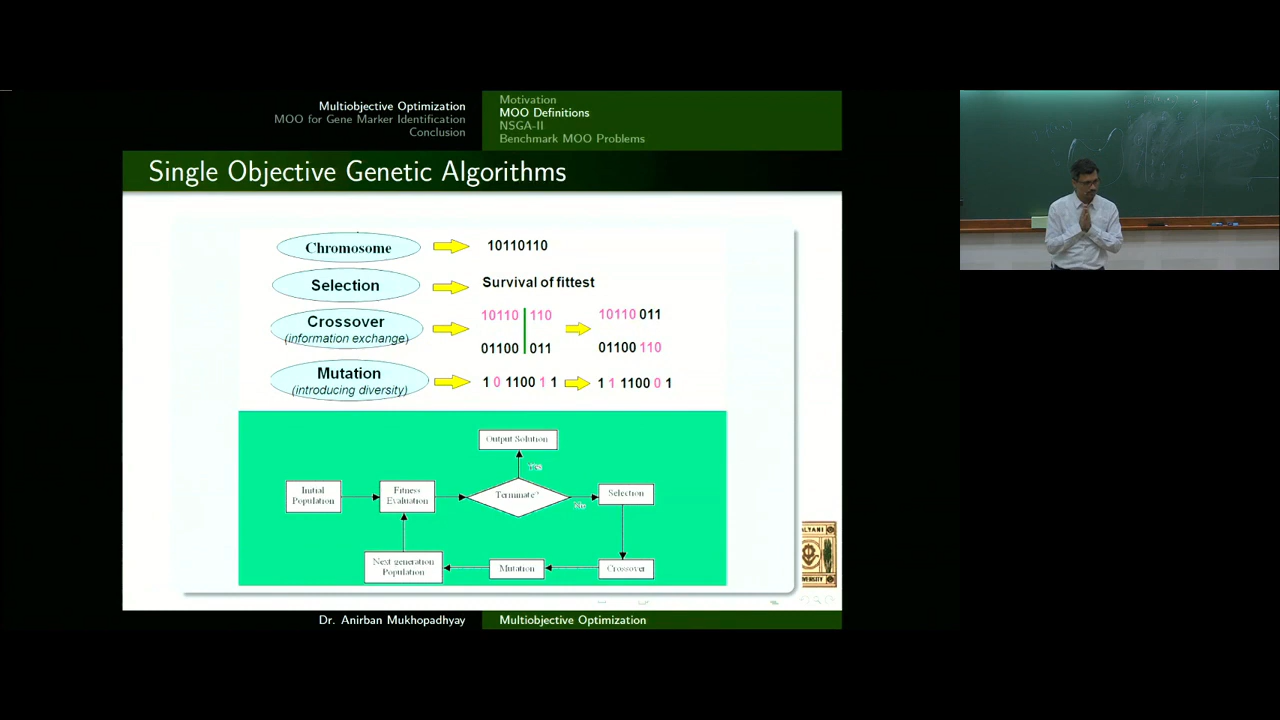 Multiobjective Optimization
MOO for Gene Marker Identification
Conclusion
Motivation
MOO Definitions
NSGA-II
Benchmark MOO Problems
Single Objective Genetic Algorithms
Chromosome
10110110
Selection
Survival of fittest
Crossover
(information exchange)
10110 110
01100 011
10110 011
01100 110
Mutation
(introducing diversity)
1 0 1100 1 1
1 1 1100 0 1
Output Solution
Yes
Initial
Population
Fitness
Evaluation
Terminate?
No
Selection
Next generation
Population
Mutation
Crossover
Dr. Anirban Mukhopadhyay
Multiobjective Optimization